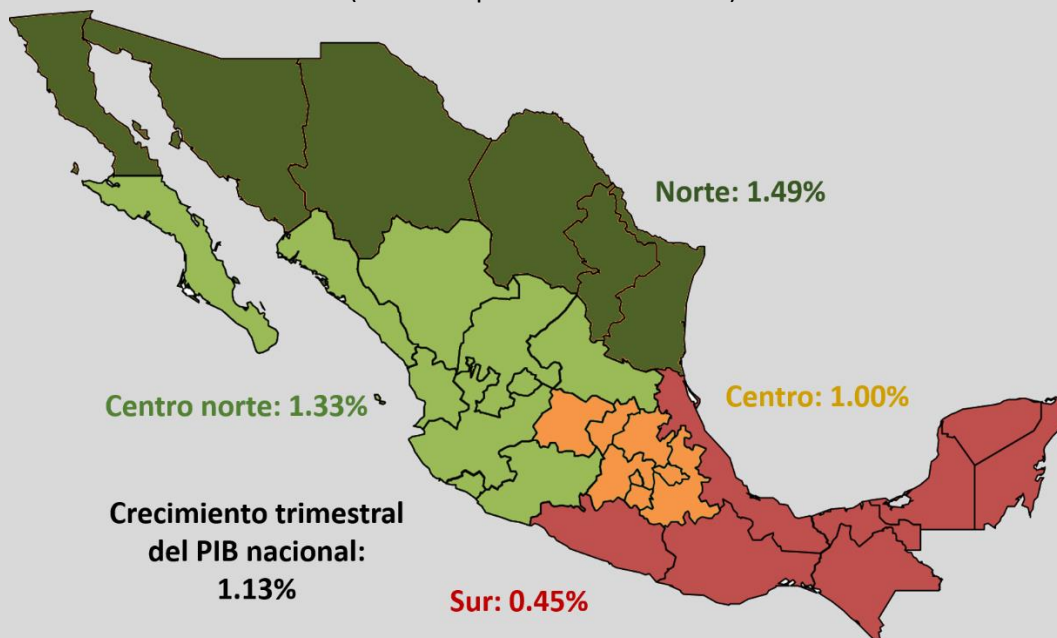 Norte: 1.49%
Centro norte: 1.33%
Centro: 1.00%
Crecimiento trimestral
del PIB nacional:
1.13%
Sur: 0.45%